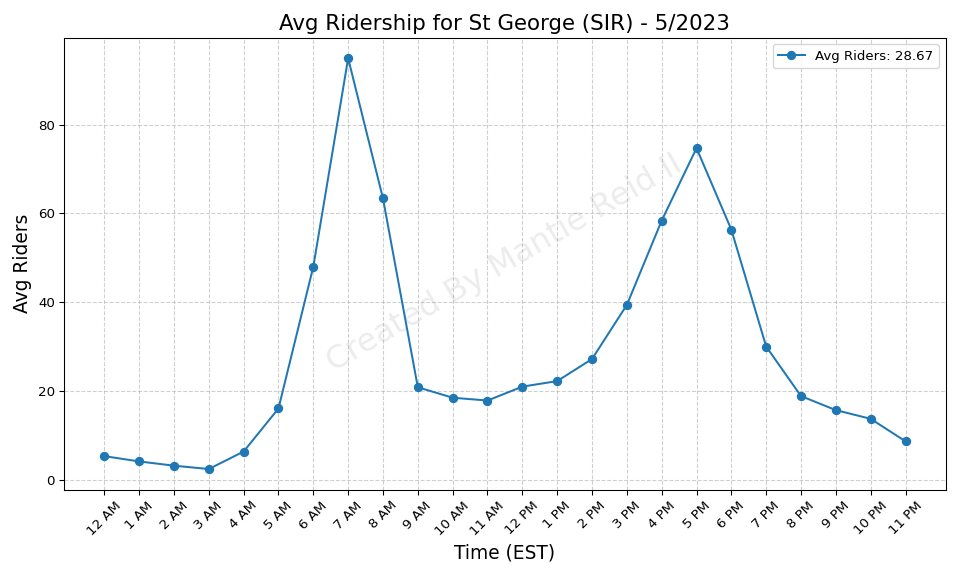 Avg Ridership for St George (SIR) - 5/2023
Avg Riders: 28.67
Avg Riders
80
60
40
20
0
Created By Mantle Reid II
12 AM
1 AM
2 AM
3 AM
4 AM
5 AM
6 AM
7 AM
8 AM
9 AM
10 AM
11 AM
12 PM
1 PM
2 PM
3 PM
4 PM
5 PM
6 PM
7 PM
8 PM
9 PM
10 PM
11 PM
Time (EST)